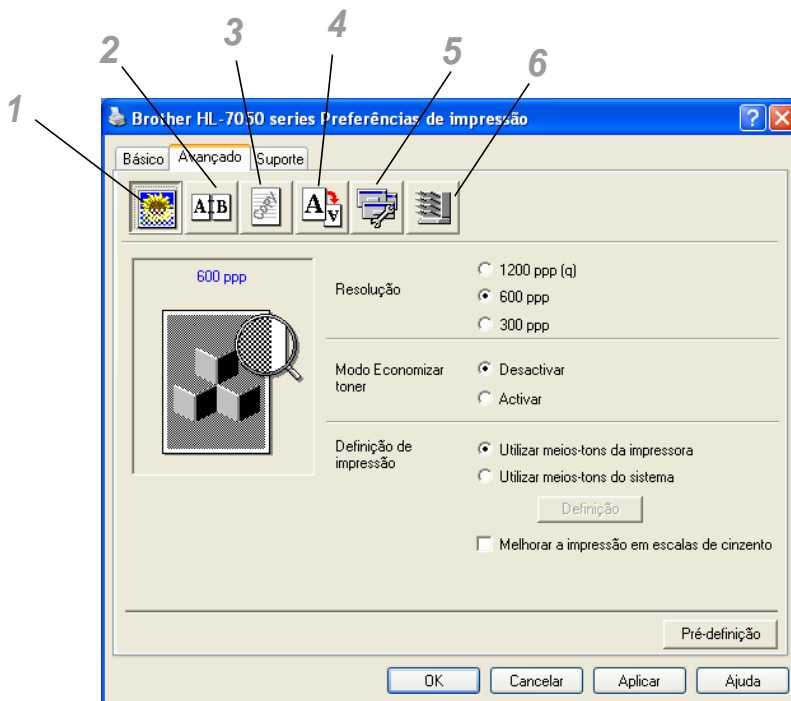 1
2
3
4
5
6
Brother HL-7050 series Preferências de impressão
Básico
Avançado
Suporte
A B
COPY
A A
600 ppp
Resolução
1200 ppp (q)
600 ppp
300 ppp
Modo Economizar
toner
Desactivar
Activar
Definição de
impressão
Utilizar meios-tons da impressora
Utilizar meios-tons do sistema
Definição
Melhorar a impressão em escalas de cinzento
Pré-definição
OK
Cancelar
Aplicar
Ajuda